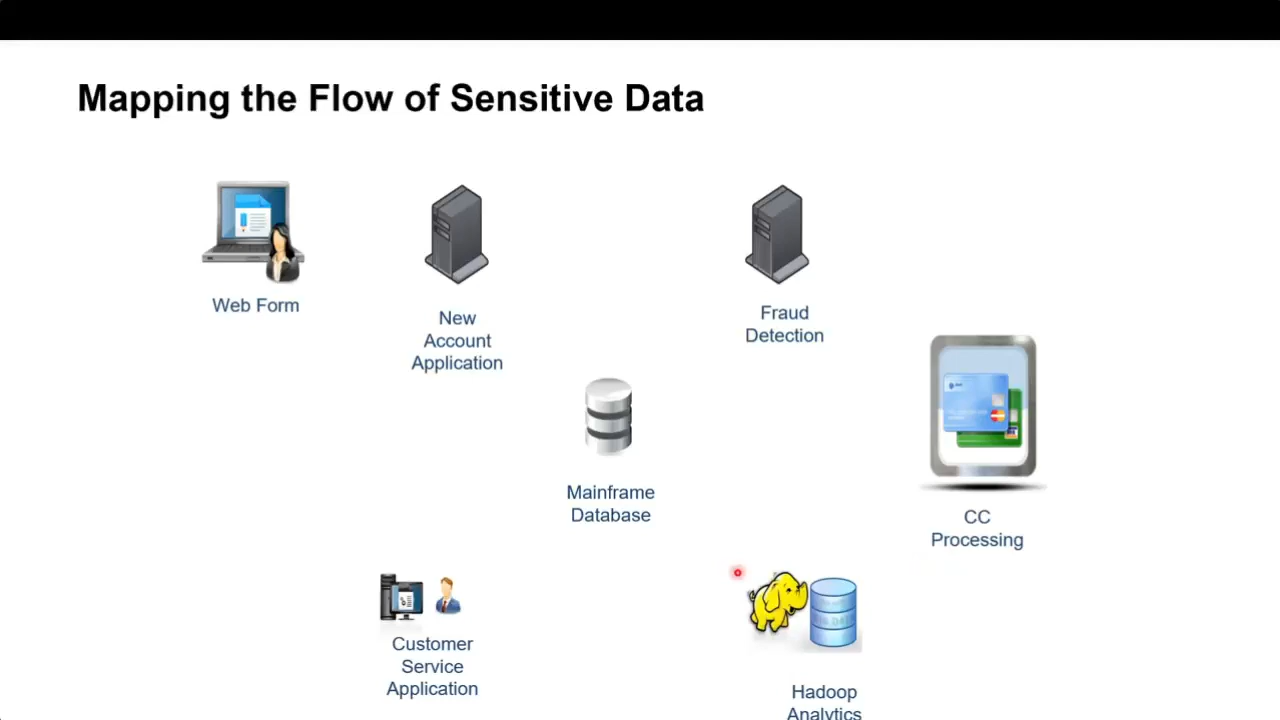 Mapping the Flow of Sensitive Data
Web Form
New
Account
Application
Fraud
Detection
Mainframe
Database
CC
Processing
Customer
Service
Application
Hadoop
Analytics